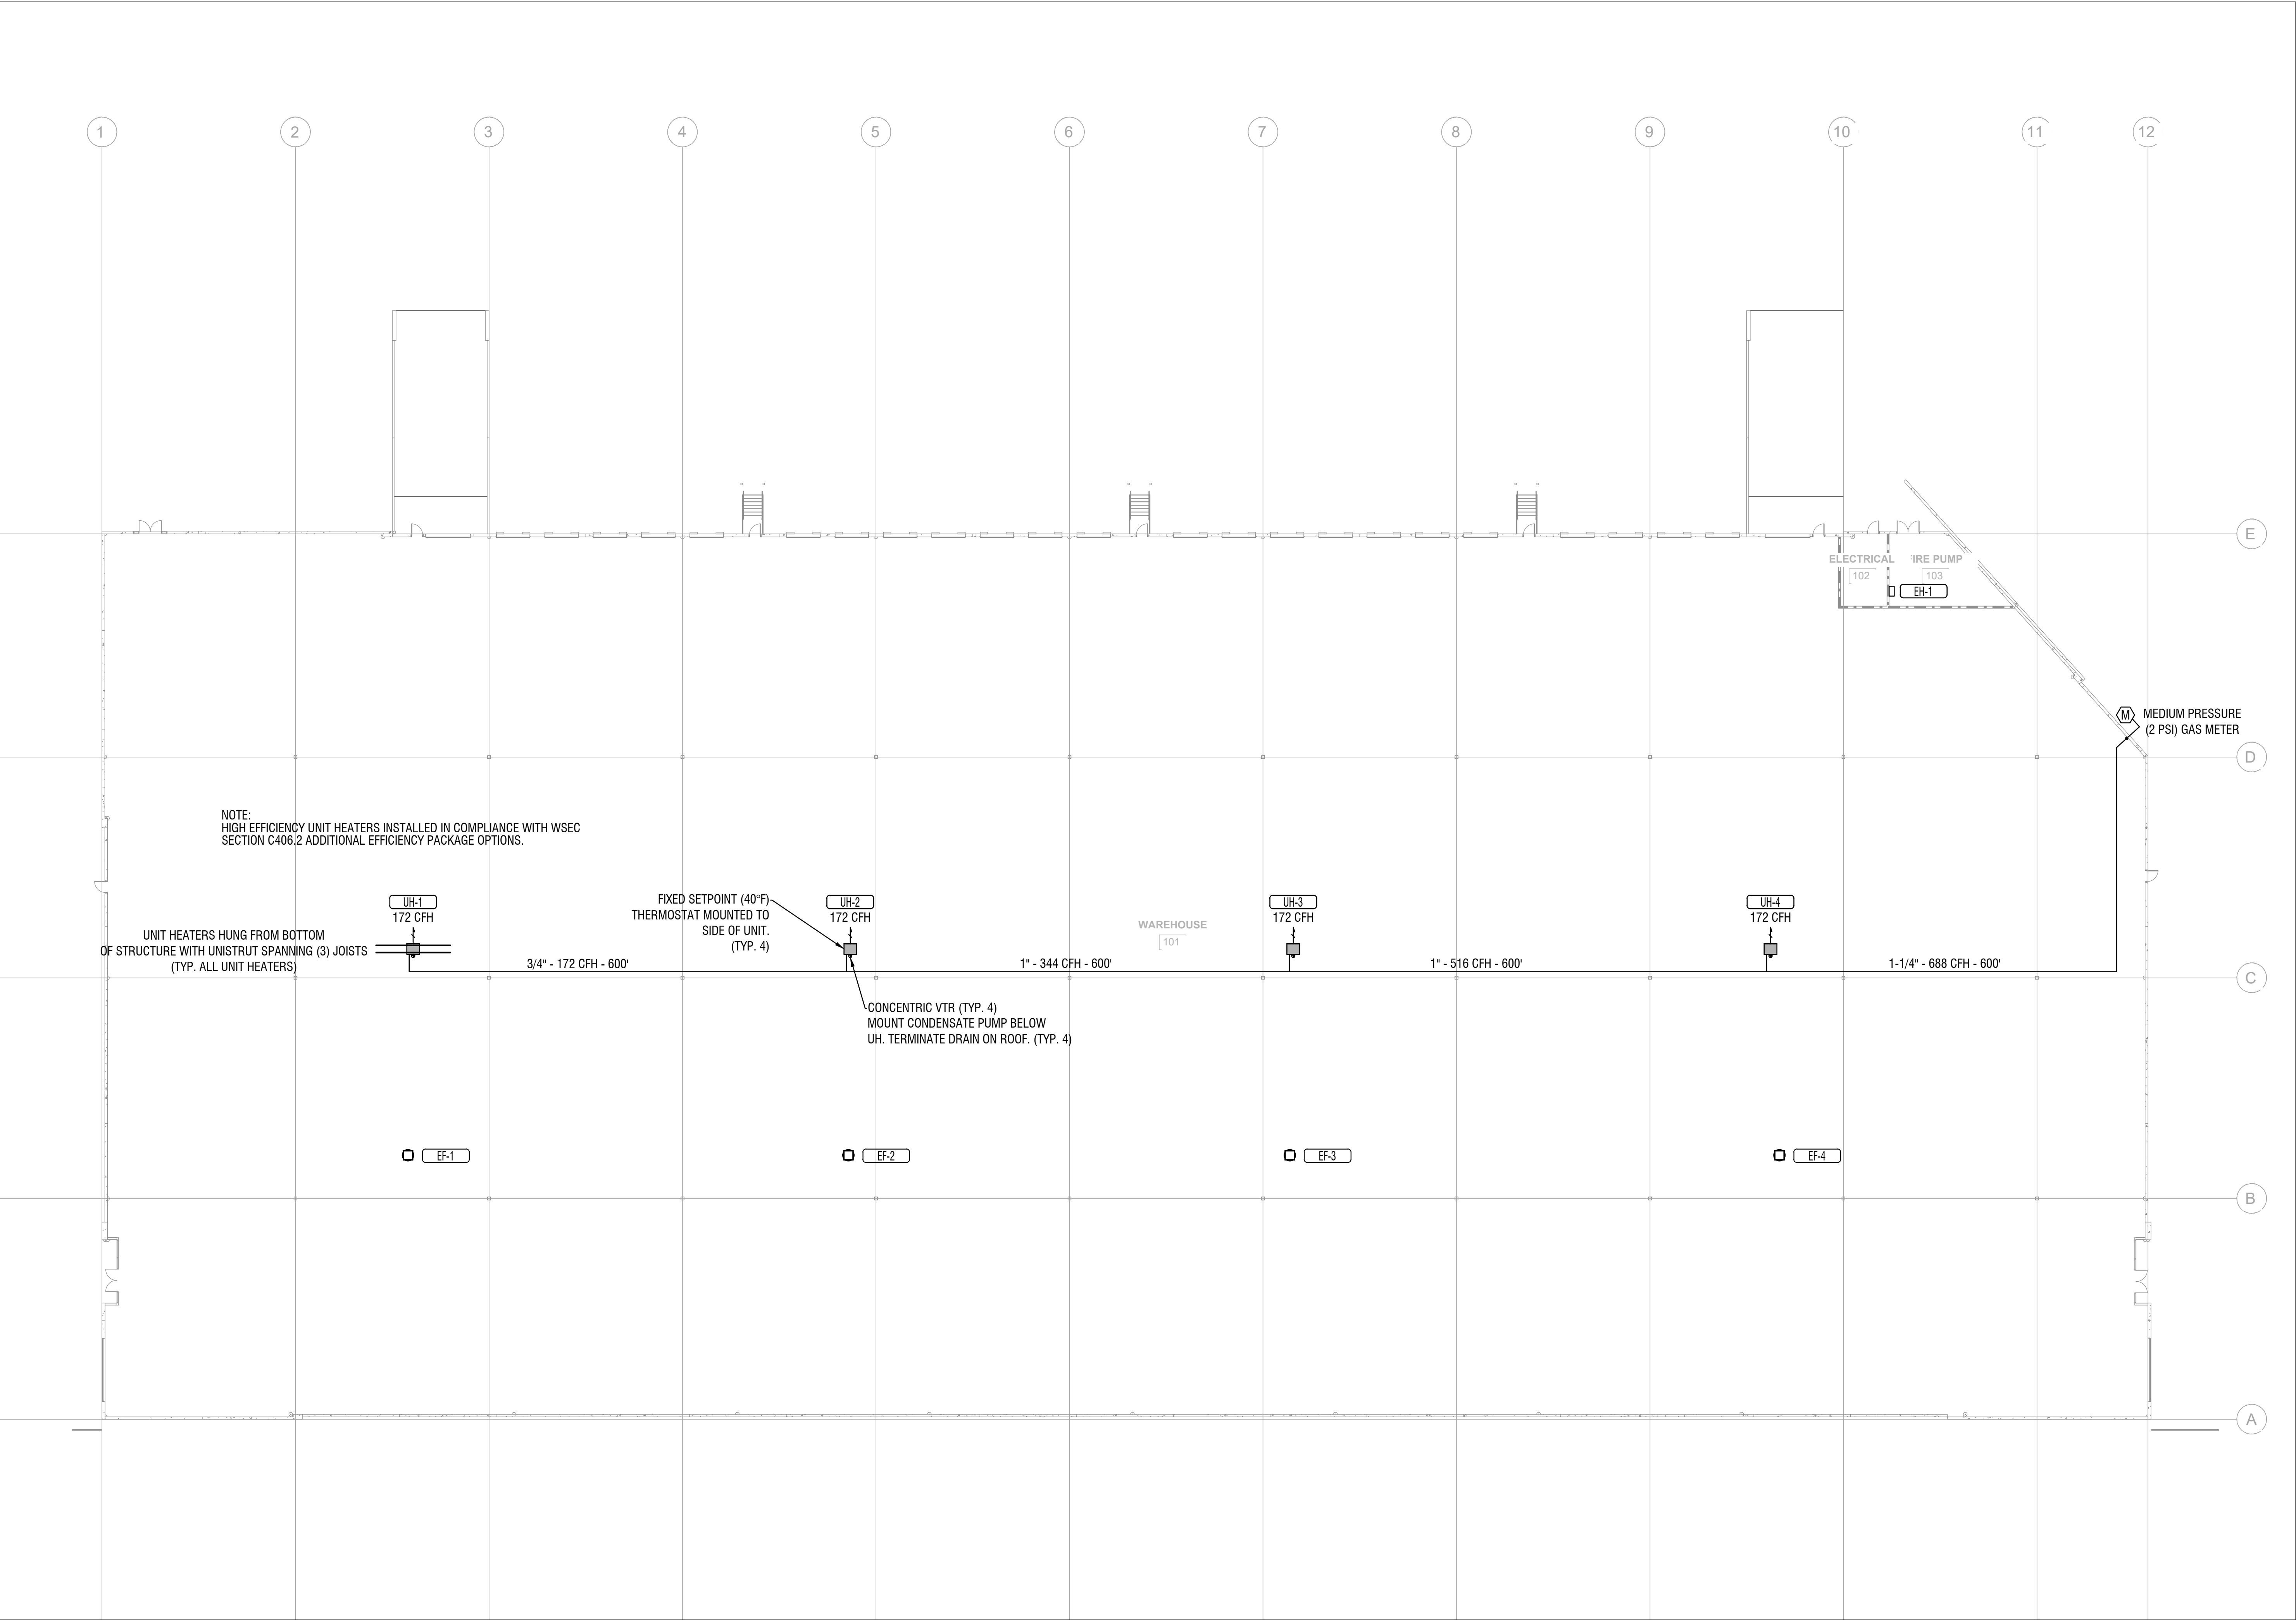 1
2
3
4
5
6
7
8
9
10
11
12
E
ELECTRICAL
102
IRE PUMP
103
EH-1
M
MEDIUM PRESSURE
(2 PSI) GAS METER
D
NOTE:
HIGH EFFICIENCY UNIT HEATERS INSTALLED IN COMPLIANCE WITH WSEC
SECTION C406.2 ADDITIONAL EFFICIENCY PACKAGE OPTIONS.
UNIT HEATERS HUNG FROM BOTTOM
OF STRUCTURE WITH UNISTRUT SPANNING (3) JOISTS
(TYP. ALL UNIT HEATERS)
UH-1
172 CFH
FIXED SETPOINT (40°F)
THERMOSTAT MOUNTED TO
SIDE OF UNIT.
(TYP. 4)
UH-2
172 CFH
WAREHOUSE
101
UH-3
172 CFH
UH-4
172 CFH
3/4" - 172 CFH - 600'
1" - 344 CFH - 600'
1" - 516 CFH - 600'
1-1/4" - 688 CFH - 600'
C
CONCENTRIC VTR (TYP. 4)
MOUNT CONDENSATE PUMP BELOW
UH. TERMINATE DRAIN ON ROOF. (TYP. 4)
EF-1
EF-2
EF-3
EF-4
B
A